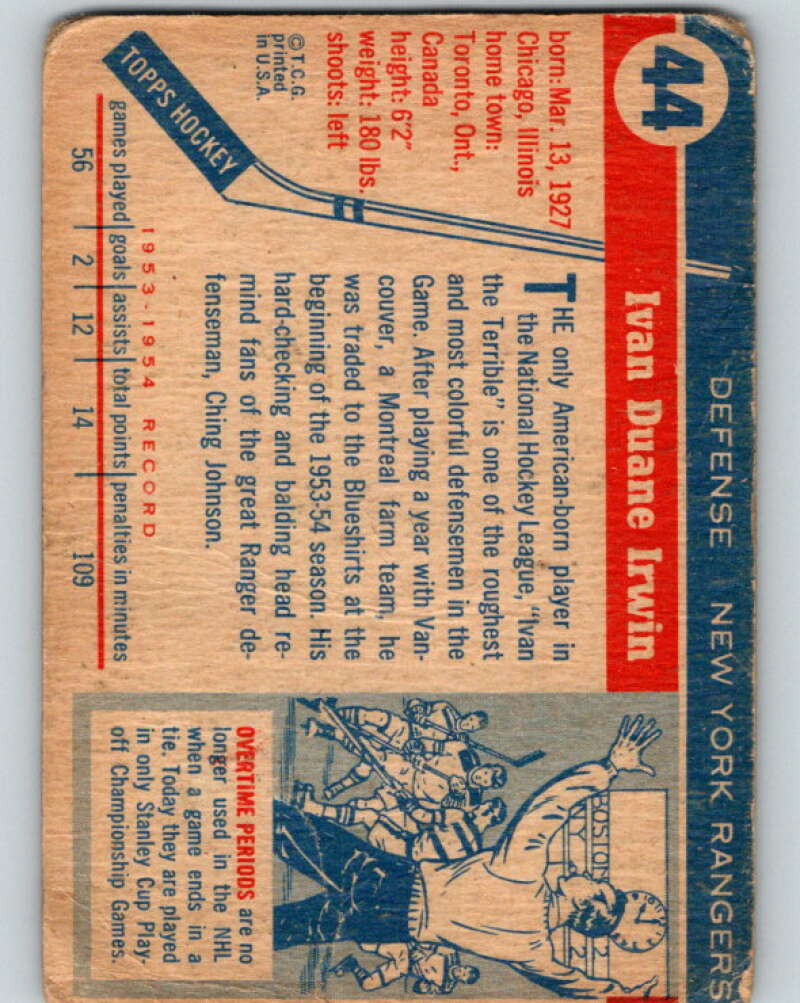 44
DEFENSE NEW YORK RANGERS
Ivan Duane Irwin
born: Mar. 13, 1927
Chicago, Illinois
home town:
Toronto, Ont.,
Canada
height: 6'2"
weight: 180 lbs.
shoots: left
© T.C.G.
printed
in U.S.A.
TOPPS HOCKEY
THE only American-born player in
the National Hockey League, "Ivan
the Terrible" is one of the roughest
and most colorful defensemen in the
Game. After playing a year with Van-
couver, a Montreal farm team, he
was traded to the Blueshirts at the
beginning of the 1953-54 season. His
hard-checking and balding head re-
mind fans of the great Ranger de-
fenseman, Ching Johnson.
1953-1954 RECORD
games played goals assists total points penalties in minutes
56 2 12 14 109
BOSTON
2
N.Y.
2
OVERTIME PERIODS are no
longer used in the NHL
when a game ends in a
tie. Today they are played
in only Stanley Cup Play-
off Championship Games.